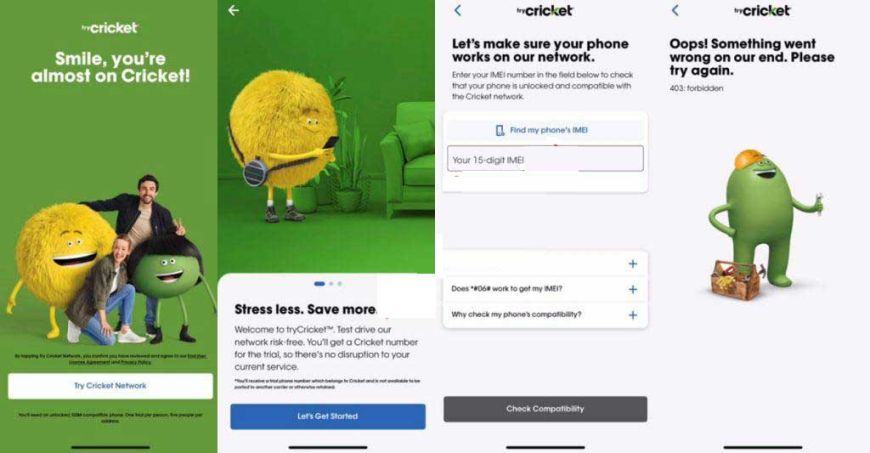 tryCricket
Smile, you're
almost on Cricket!
By tapping Try Cricket Network, you confirm you have reviewed and agree to our End User
License Agreement and Privacy Policy.
Try Cricket Network
You'll need an unlocked, eSIM compatible phone. One trial per person, five people per
address.
Stress less. Save more.
Welcome to tryCricket™. Test drive our
network risk-free. You'll get a Cricket number
for the trial, so there's no disruption to your
current service.
*You'll receive a trial phone number which belongs to Cricket and is not available to be
ported to another carrier or otherwise retained.
Let's Get Started
tryCricket
Let's make sure your phone
works on our network.
Enter your IMEI number in the field below to check
that your phone is unlocked and compatible with
the Cricket network.
Find my phone's IMEI
Your 15-digit IMEI
Does *#06# work to get my IMEI?
Why check my phone's compatibility?
Check Compatibility
tryCricket
Oops! Something went
wrong on our end. Please
try again.
403: forbidden